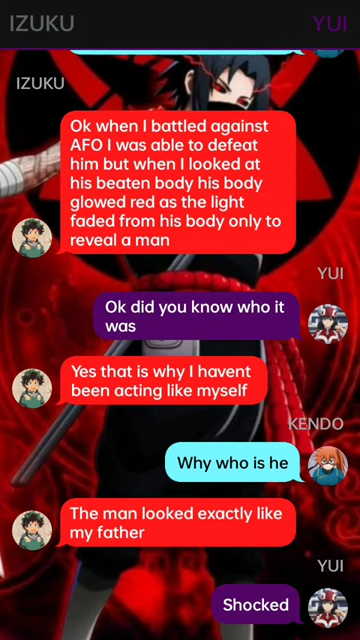 IZUKU
YUI
IZUKU
Ok when I battled against
AFO I was able to defeat
him but when I looked at
his beaten body his body
glowed red as the light
faded from his body only to
reveal a man
YUI
Ok did you know who it
was
Yes that is why I havent
been acting like myself
KENDO
Why who is he
The man looked exactly like
my father
YUI
Shocked